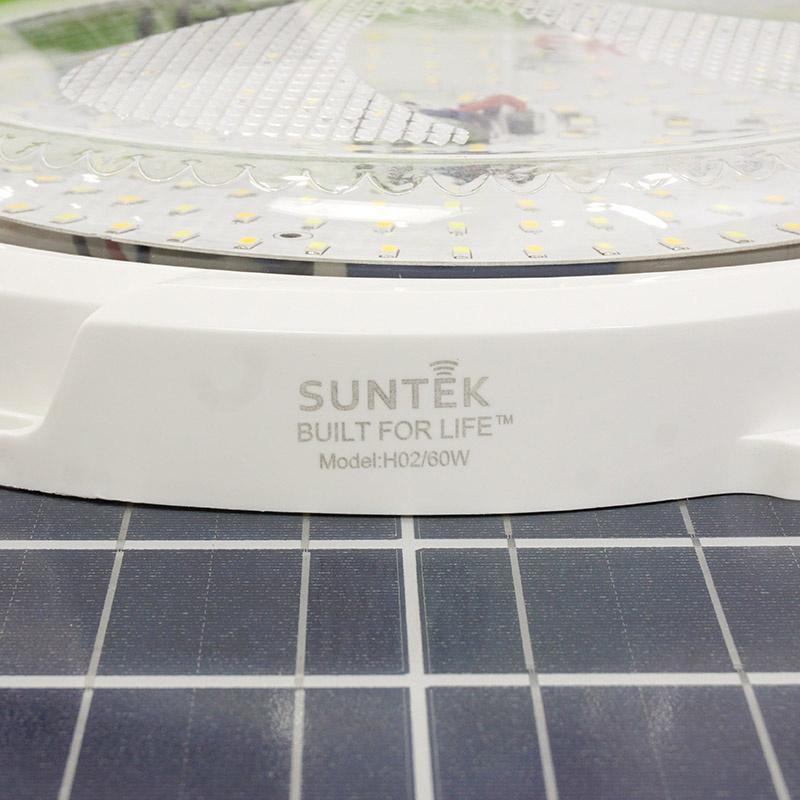 SUNTEK
BUILT FOR LIFE™
Model:H02/60W